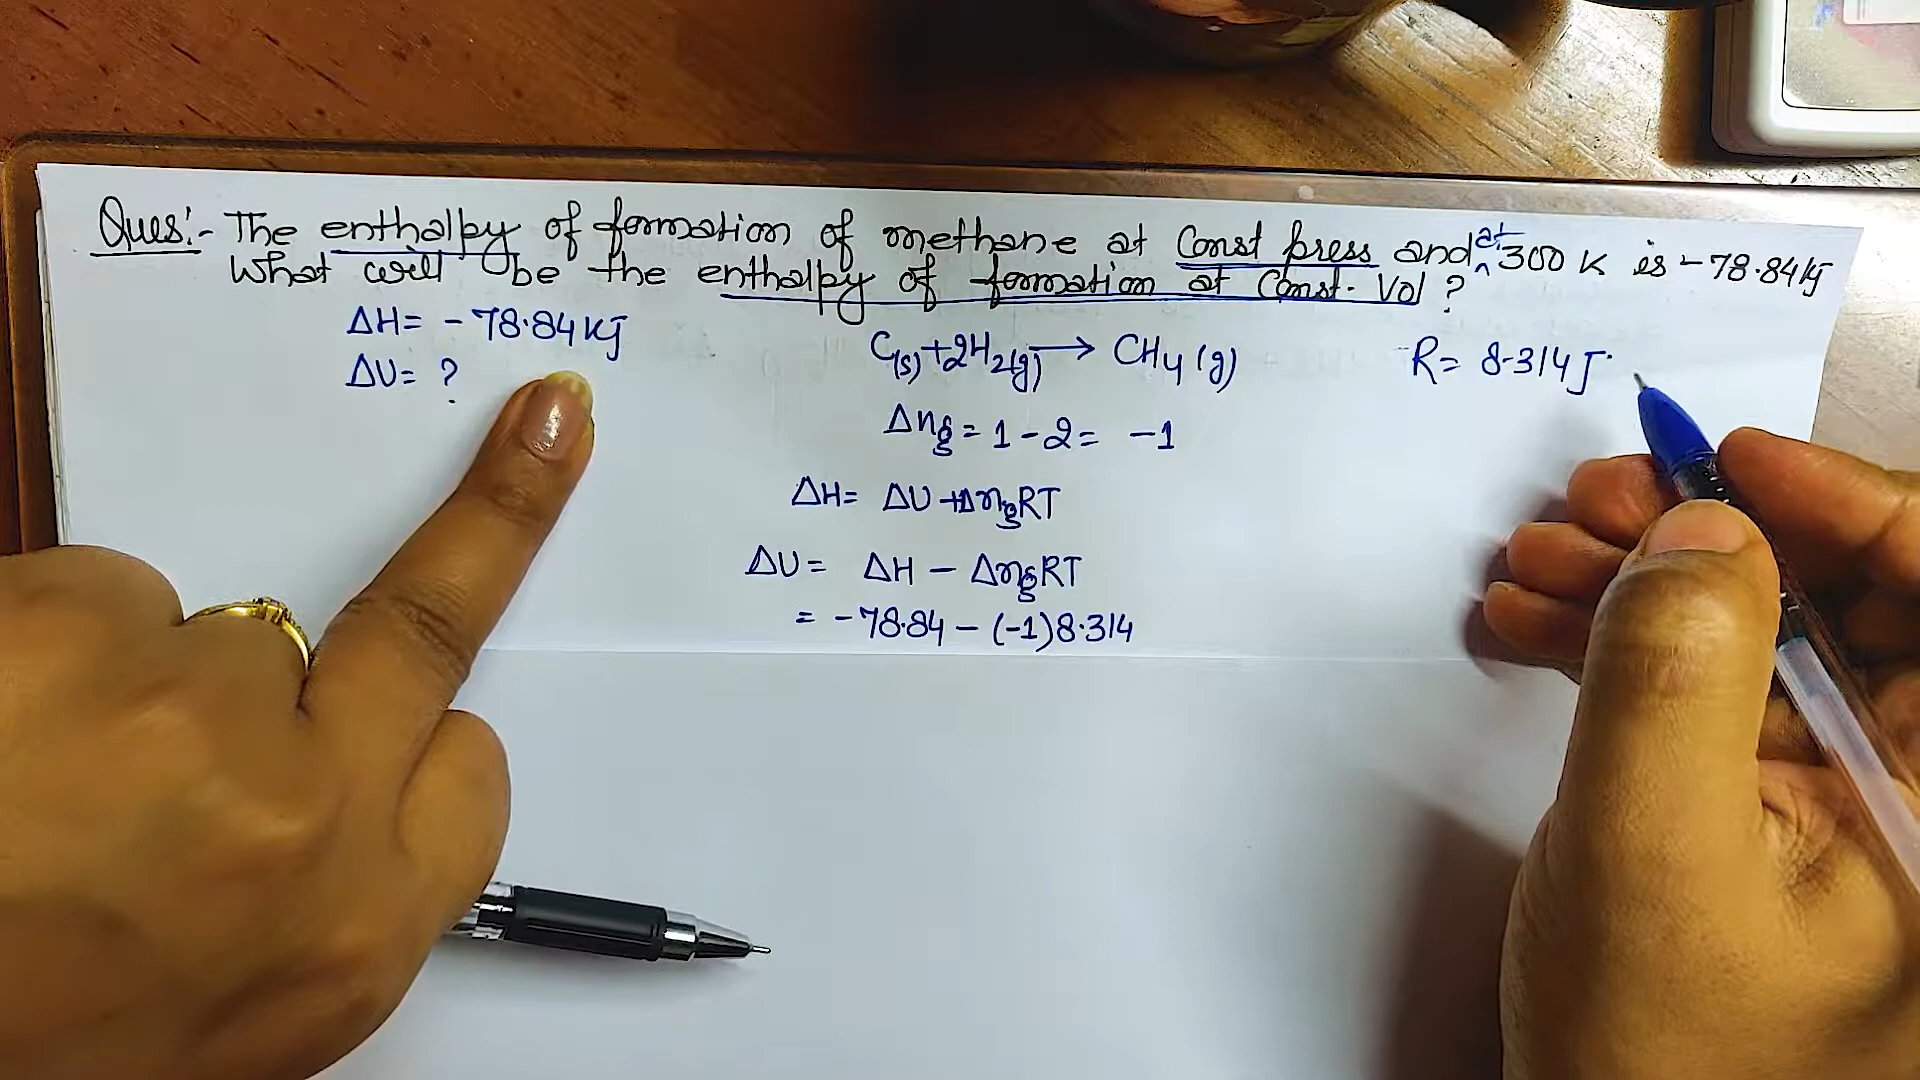 Ques:- The enthalpy of formation of methane at Const press and at 300 K is -78.84 kJ
What will be the enthalpy of formation at Const. Vol ?
ΔH= -78.84 KJ
ΔU= ?
C(s)+2H2(g) → CH4(g)
R= 8.314 J
Δng = 1-2= -1
ΔH= ΔU + ΔngRT
ΔU= ΔH - ΔngRT
= -78.84 - (-1)8.314